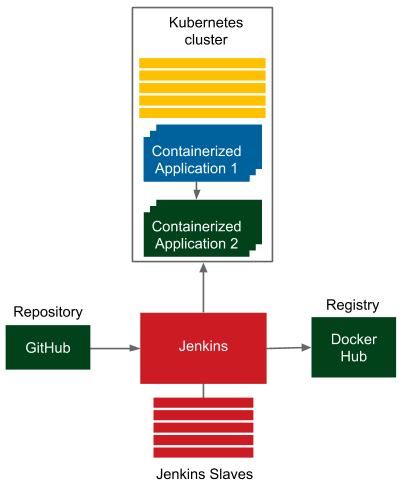 Kubernetes
cluster
Containerized
Application 1
Containerized
Application 2
Repository
GitHub
Jenkins
Registry
Docker
Hub
Jenkins Slaves